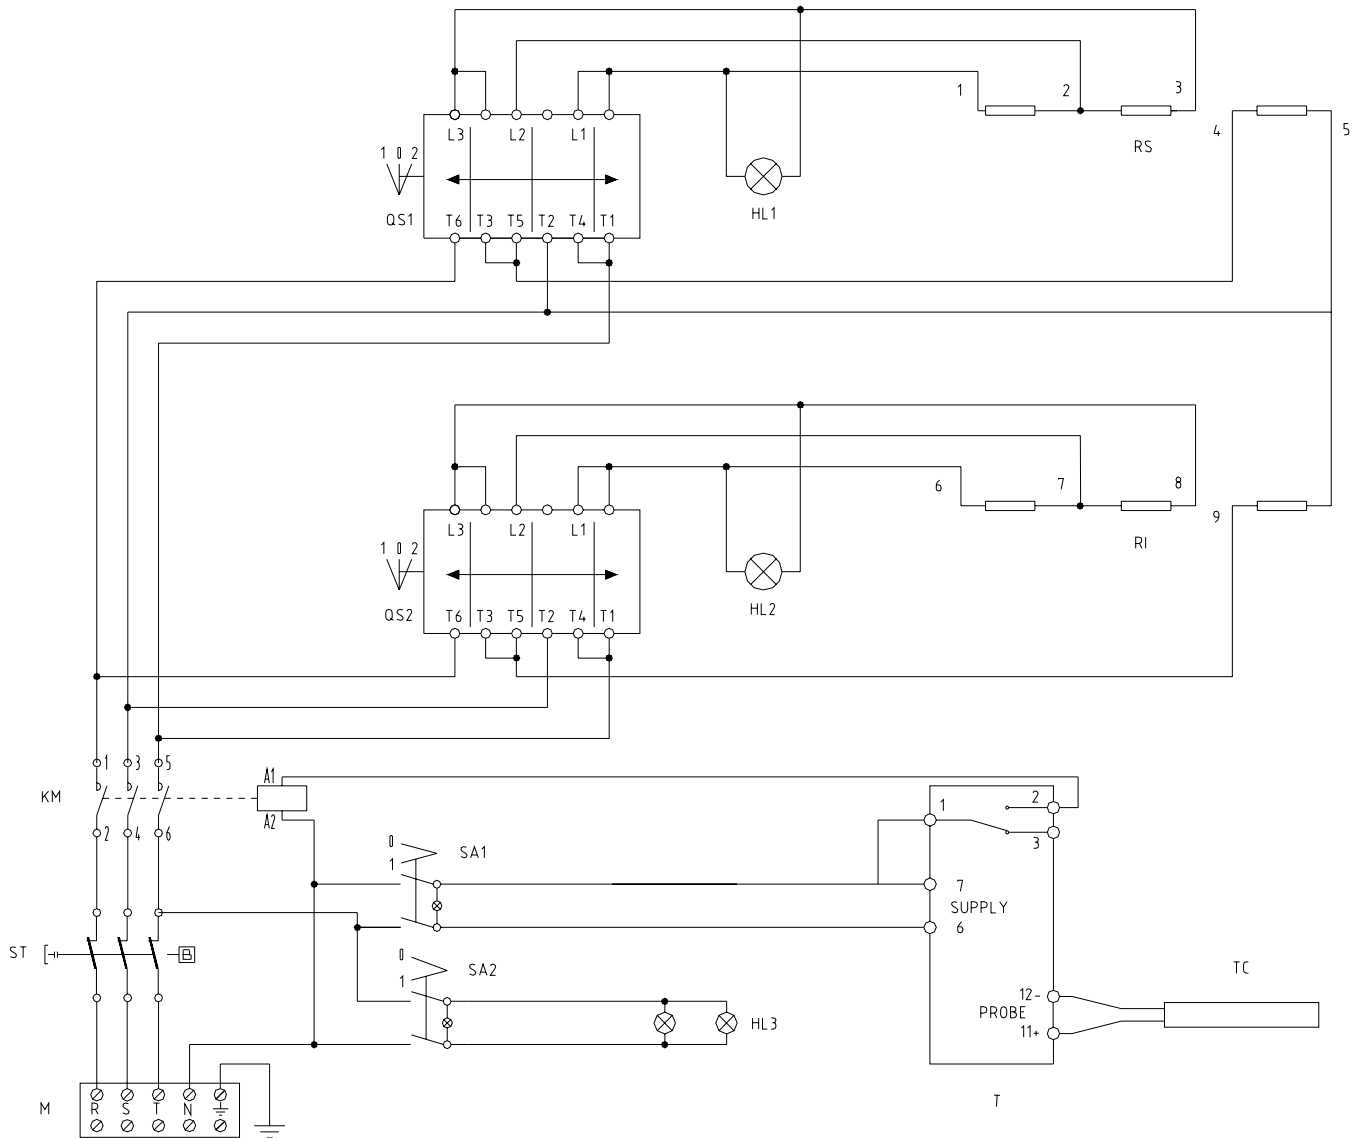 1 2 3
4 5
L3 L2 L1
RS
1 0 2
HL1
QS1
T6 T3 T5 T2 T4 T1
6 7 8
9
L3 L2 L1
RI
1 0 2
HL2
QS2
T6 T3 T5 T2 T4 T1
1 3 5
A1
KM
1 2
A2
2 4 6
3
0
1
SA1
7
SUPPLY
6
ST
B
0
1
SA2
TC
12-
PROBE
11+
HL3
M
R S T N
T